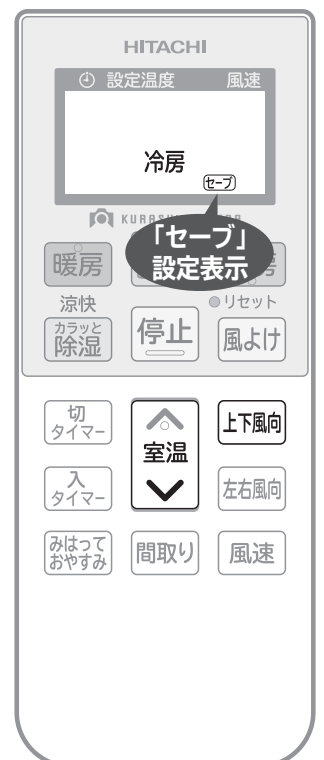 HITACHI
設定温度 風速
冷房
セーブ
「セーブ」
設定表示
暖房
涼快
リセット
カラッと
除湿
停止
風よけ
切
タイマー
室温
上下風向
入
タイマー
左右風向
みはって
おやすみ
間取り
風速